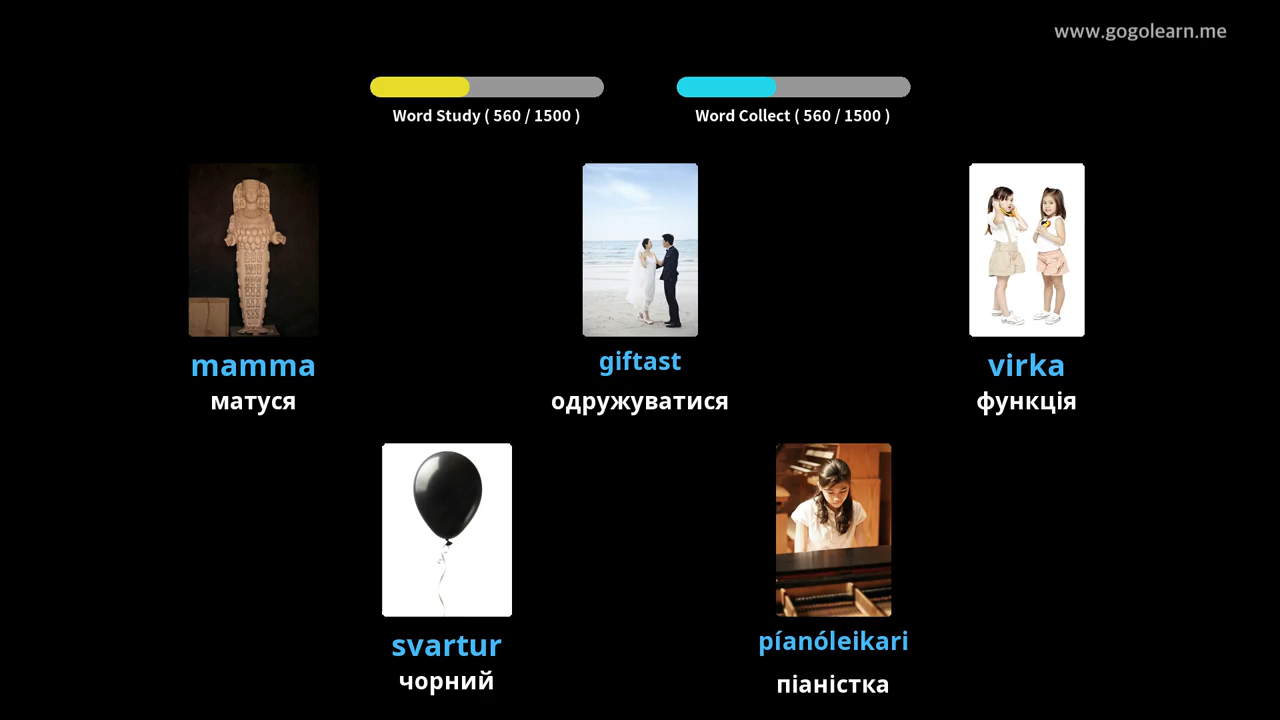 www.gogolearn.me
Word Study ( 560 / 1500 )
Word Collect ( 560 / 1500 )
mamma
матуся
giftast
одружуватися
virka
функція
svartur
чорний
píanóleikari
піаністка